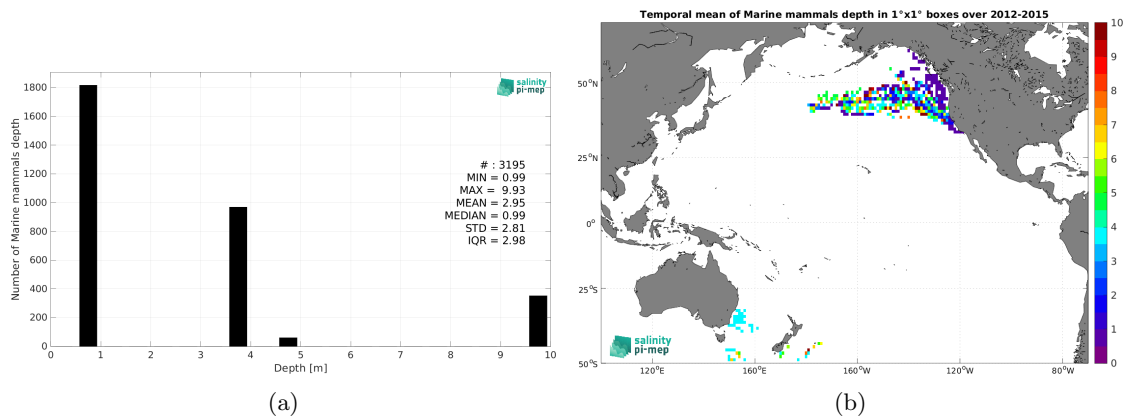 salinity
pi-mep
1800
1600
1400
1200
1000
800
600
400
200
0
Number of Marine mammals depth
# : 3195
MIN = 0.99
MAX = 9.93
MEAN = 2.95
MEDIAN = 0.99
STD = 2.81
IQR = 2.98
0 1 2 3 4 5 6 7 8 9 10
Depth [m]
(a)
Temporal mean of Marine mammals depth in 1°x1° boxes over 2012-2015
50°N
25°N
0°
25°S
50°S
120°E 160°E 160°W 120°W 80°W
salinity
pi-mep
10
9
8
7
6
5
4
3
2
1
0
(b)